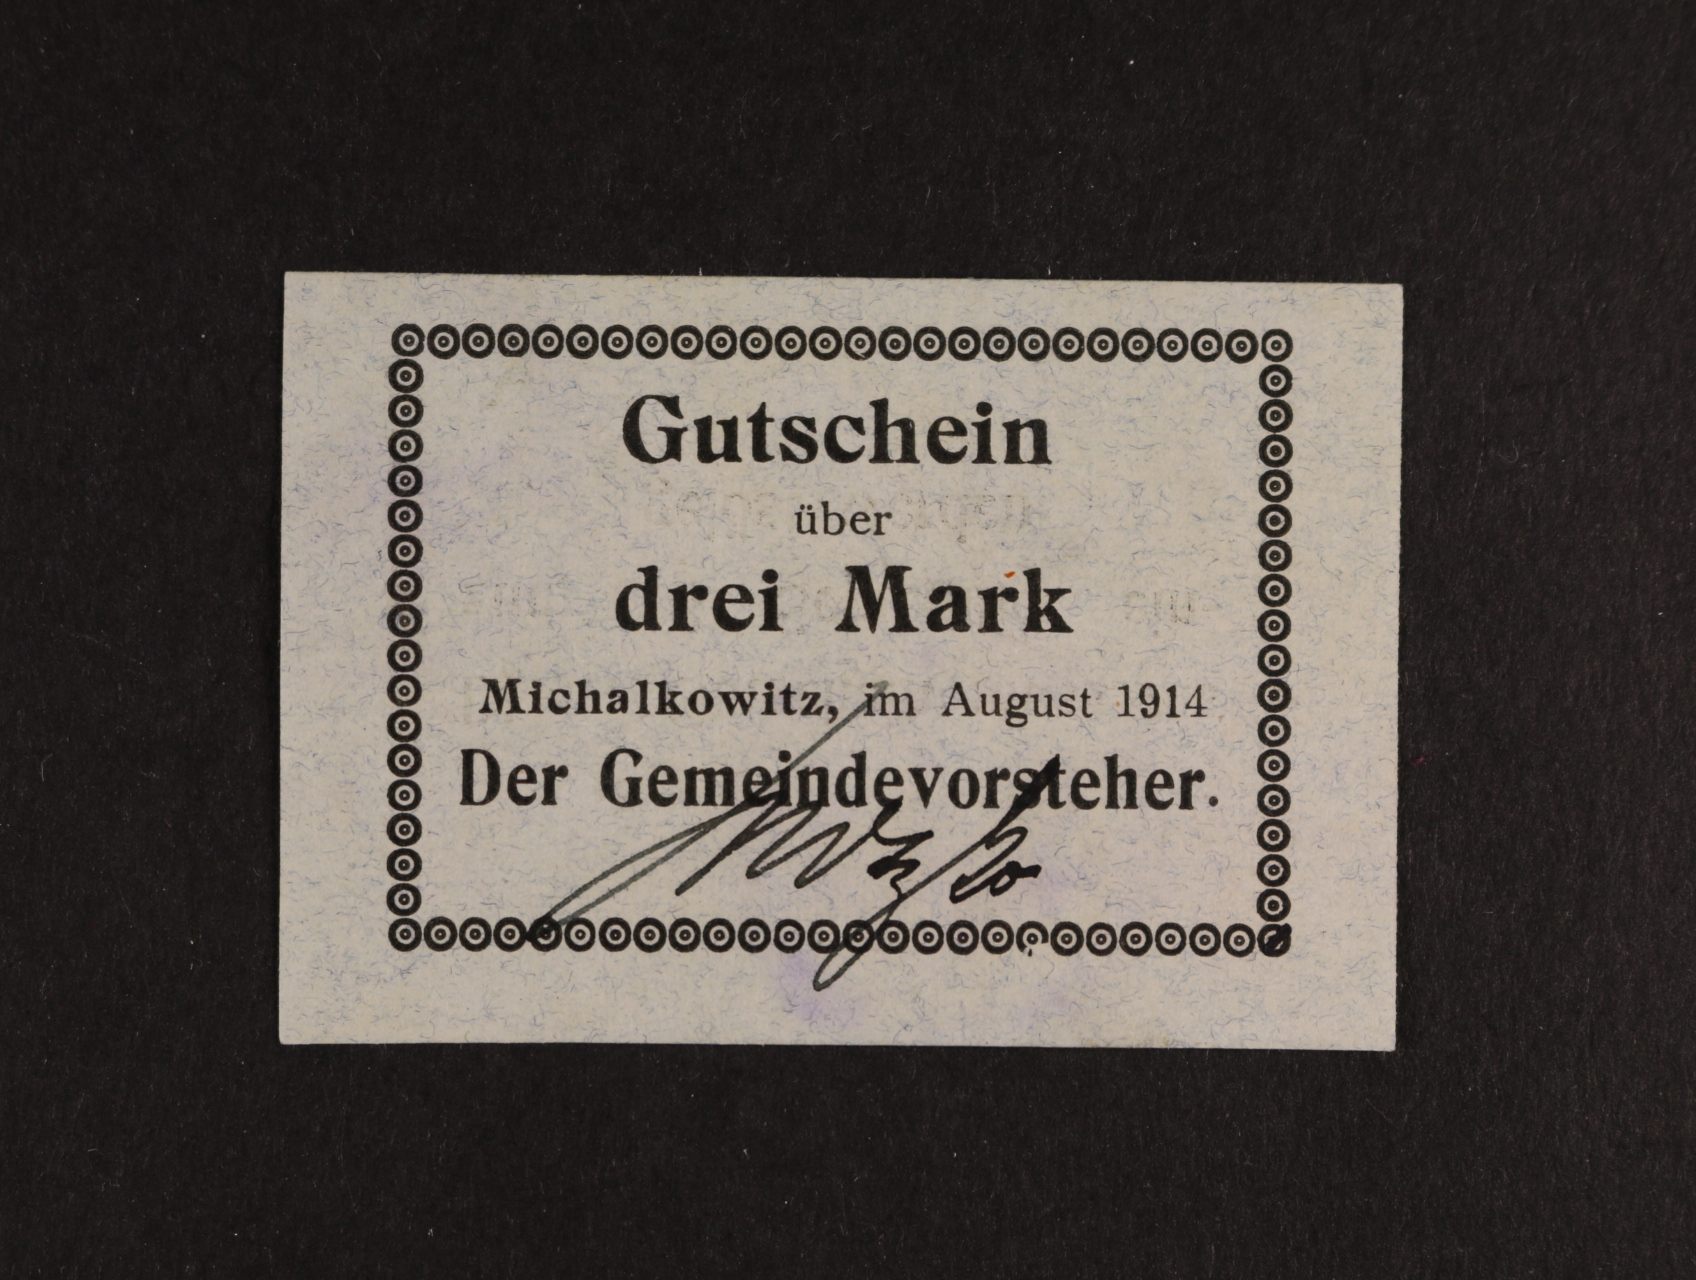 Gutschein
über
drei Mark
Michalkowitz, im August 1914
Der Gemeindevorsteher.